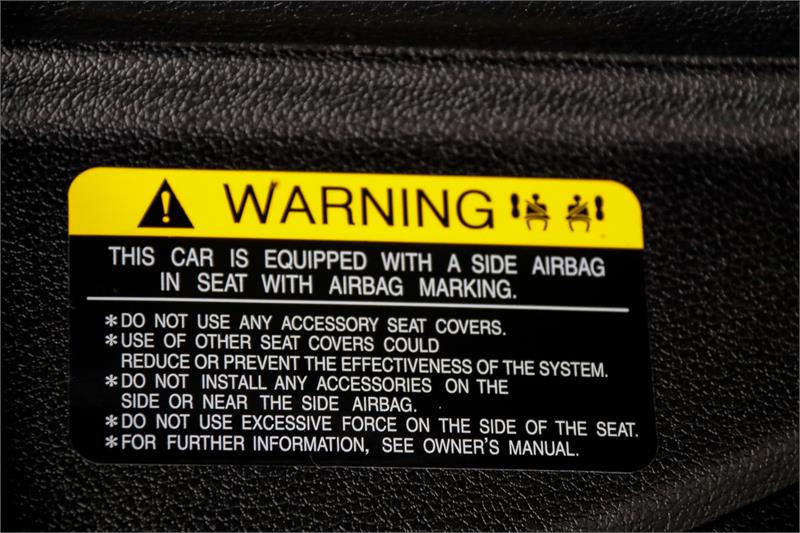 WARNING
THIS CAR IS EQUIPPED WITH A SIDE AIRBAG
IN SEAT WITH AIRBAG MARKING.
*DO NOT USE ANY ACCESSORY SEAT COVERS.
*USE OF OTHER SEAT COVERS COULD
REDUCE OR PREVENT THE EFFECTIVENESS OF THE SYSTEM.
*DO NOT INSTALL ANY ACCESSORIES ON THE
SIDE OR NEAR THE SIDE AIRBAG.
*DO NOT USE EXCESSIVE FORCE ON THE SIDE OF THE SEAT.
*FOR FURTHER INFORMATION, SEE OWNER'S MANUAL.